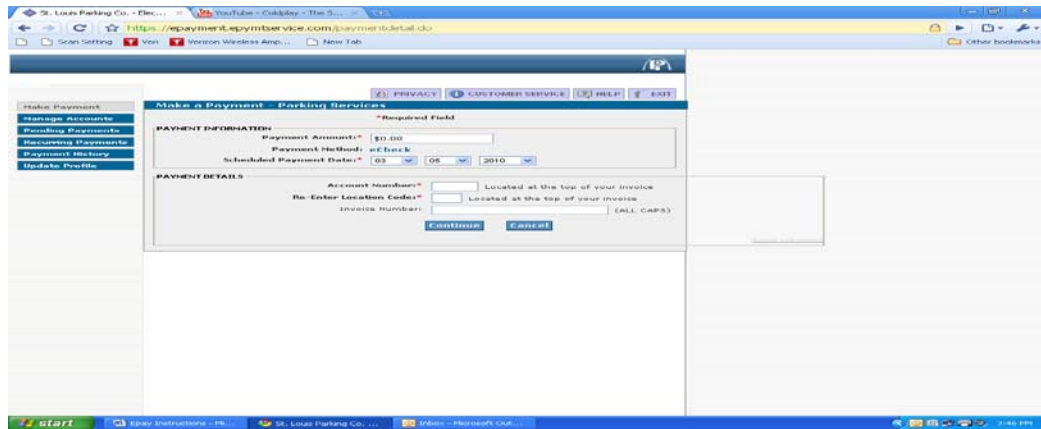 St. Louis Parking Co. - Elec... YouTube - Coldplay - The S...
https://epayment.epymtservice.com/paymentdetail.do
Scan Setting Veri Verizon Wireless Amp... New Tab Other bookmarks
PRIVACY CUSTOMER SERVICE HELP EXIT
Make Payment
Manage Accounts
Pending Payments
Recurring Payments
Payment History
Update Profile
Make a Payment - Parking Services
*Required Field
PAYMENT INFORMATION
Payment Amount:* $0.00
Payment Method: eCheck
Scheduled Payment Date:* 03 05 2010
PAYMENT DETAILS
Account Number:* Located at the top of your invoice
Re-Enter Location Code:* Located at the top of your invoice
Invoice Number: (ALL CAPS)
Continue Cancel
start Epay Instructions - Mi... St. Louis Parking Co. ... Inbox - Microsoft Out... 2:46 PM